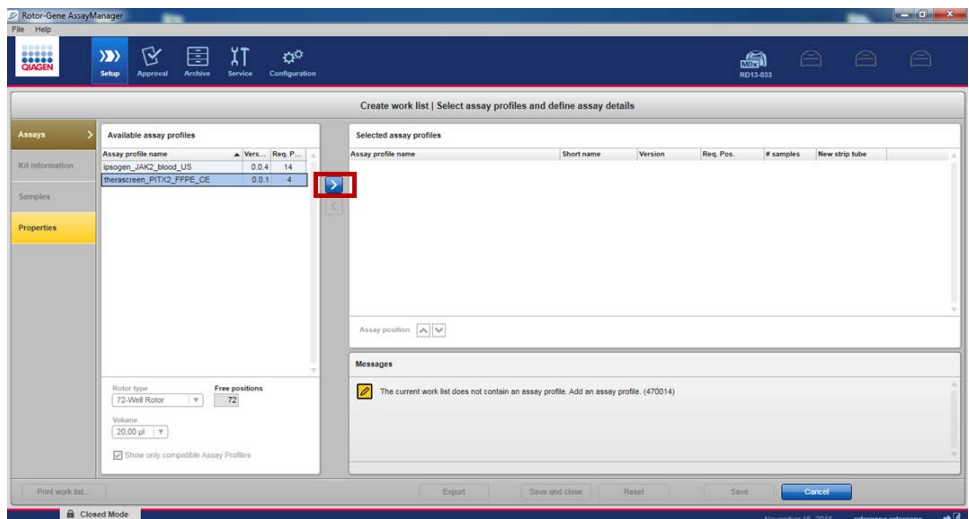 Rotor-Gene AssayManager
File Help
QIAGEN
Setup Approval Archive Service Configuration
MDx
RD13-033
Create work list | Select assay profiles and define assay details
Assays
Kit information
Samples
Properties
Available assay profiles
Assay profile name Vers... Req. P...
ipsogen_JAK2_blood_US 0.0.4 14
therascreen_PITX2_FFPE_CE 0.0.1 4
Rotor type Free positions
72-Well Rotor 72
Volume
20,00 µl
Show only compatible Assay Profiles
Selected assay profiles
Assay profile name Short name Version Req. Pos. # samples New strip tube
Assay position
Messages
The current work list does not contain an assay profile. Add an assay profile. (470014)
Print work list... Export Save and close Reset Save Cancel
Closed Mode